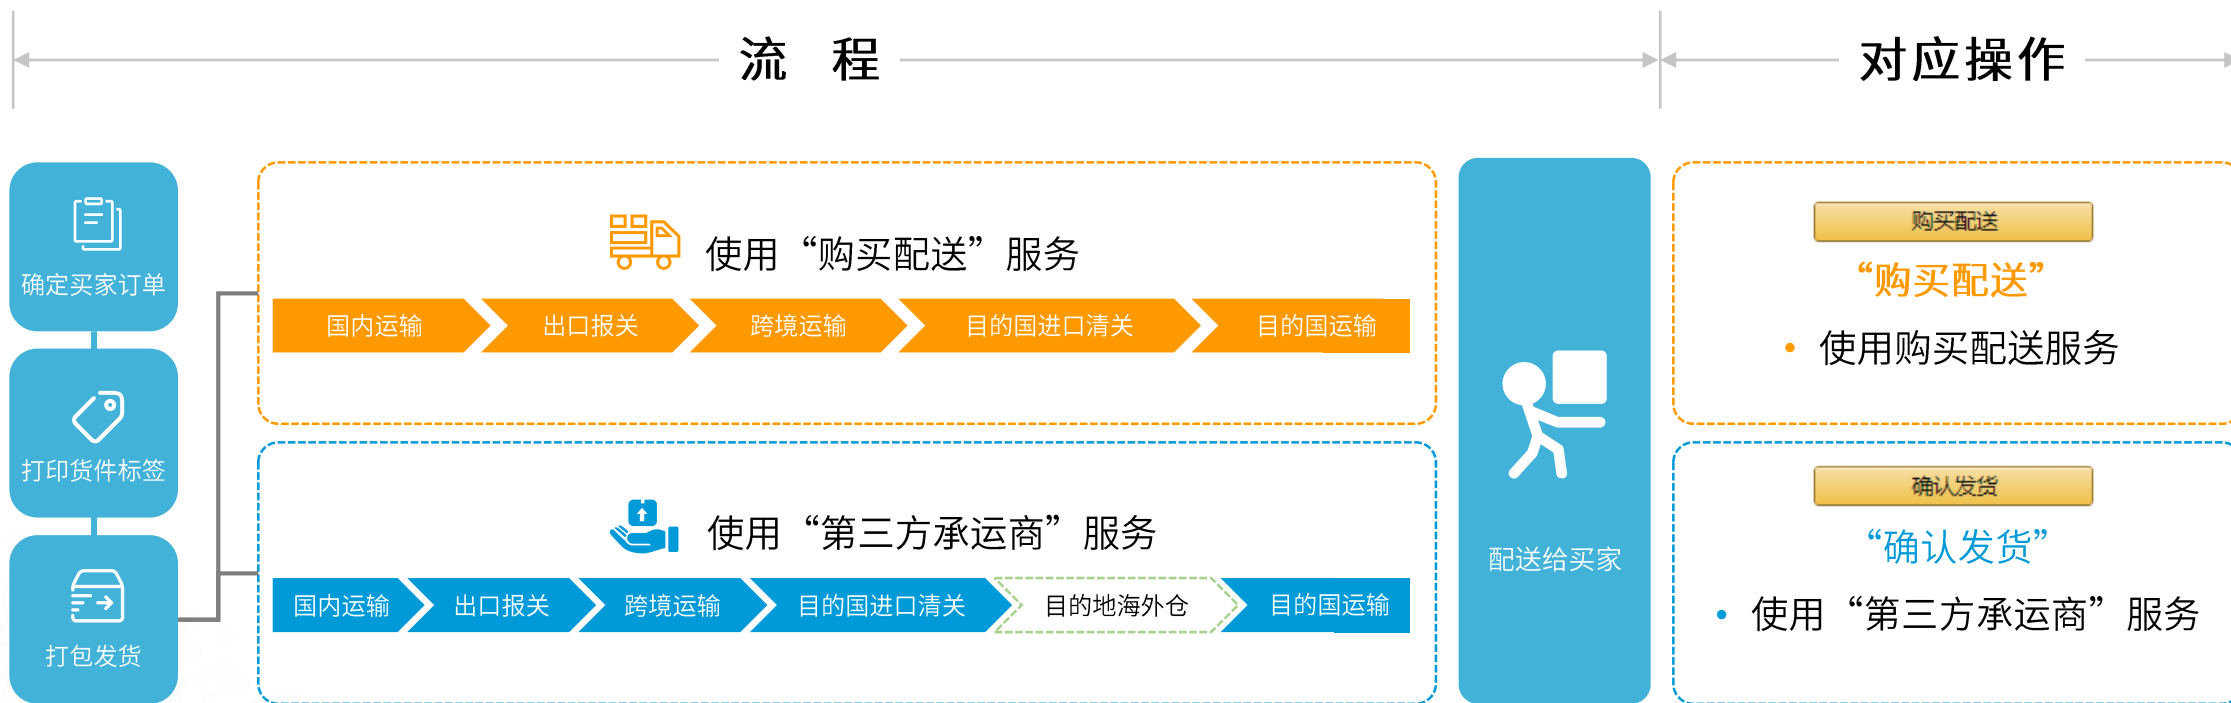 流 程
对应操作
确定买家订单
打印货件标签
打包发货
使用“购买配送”服务
国内运输
出口报关
跨境运输
目的国进口清关
目的国运输
使用“第三方承运商”服务
国内运输
出口报关
跨境运输
目的国进口清关
目的地海外仓
目的国运输
配送给买家
购买配送
“购买配送”
• 使用购买配送服务
确认发货
“确认发货”
• 使用“第三方承运商”服务